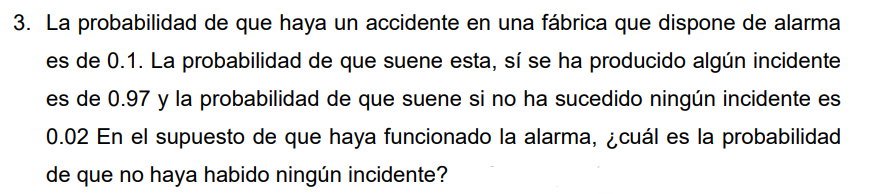 3. La probabilidad de que haya un accidente en una fábrica que dispone de alarma
es de 0.1. La probabilidad de que suene esta, sí se ha producido algún incidente
es de 0.97 y la probabilidad de que suene si no ha sucedido ningún incidente es
0.02 En el supuesto de que haya funcionado la alarma, ¿cuál es la probabilidad
de que no haya habido ningún incidente?